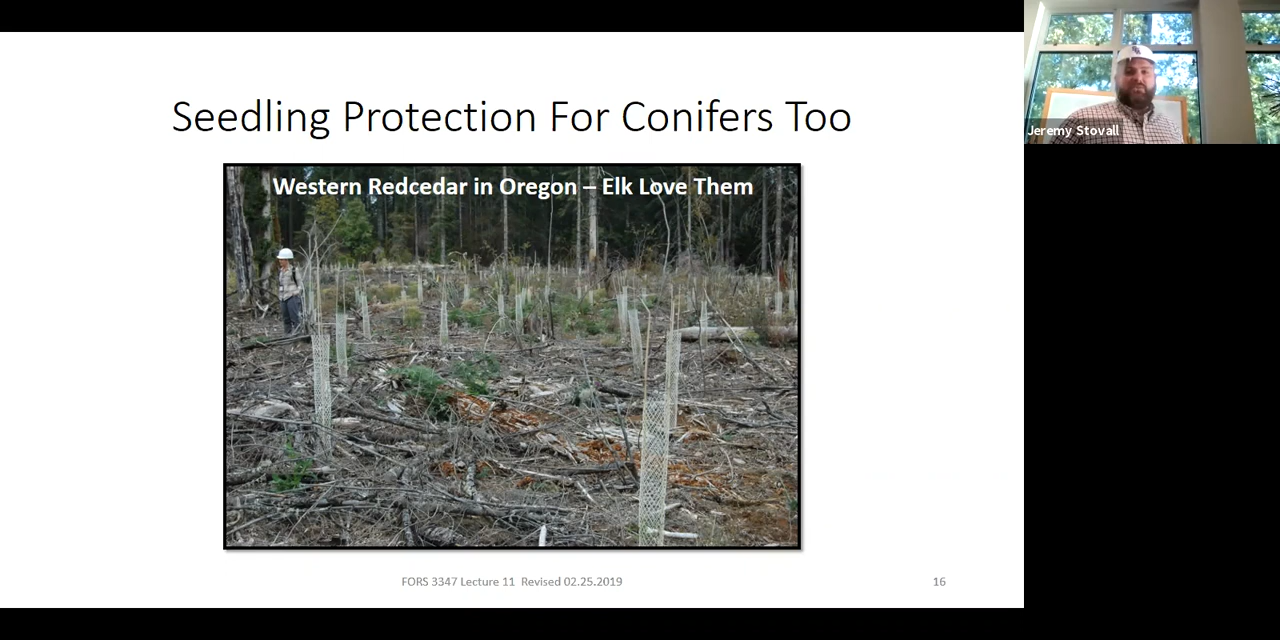 Seedling Protection For Conifers Too
Western Redcedar in Oregon – Elk Love Them
FORS 3347 Lecture 11 Revised 02.25.2019
16
Jeremy Stovall